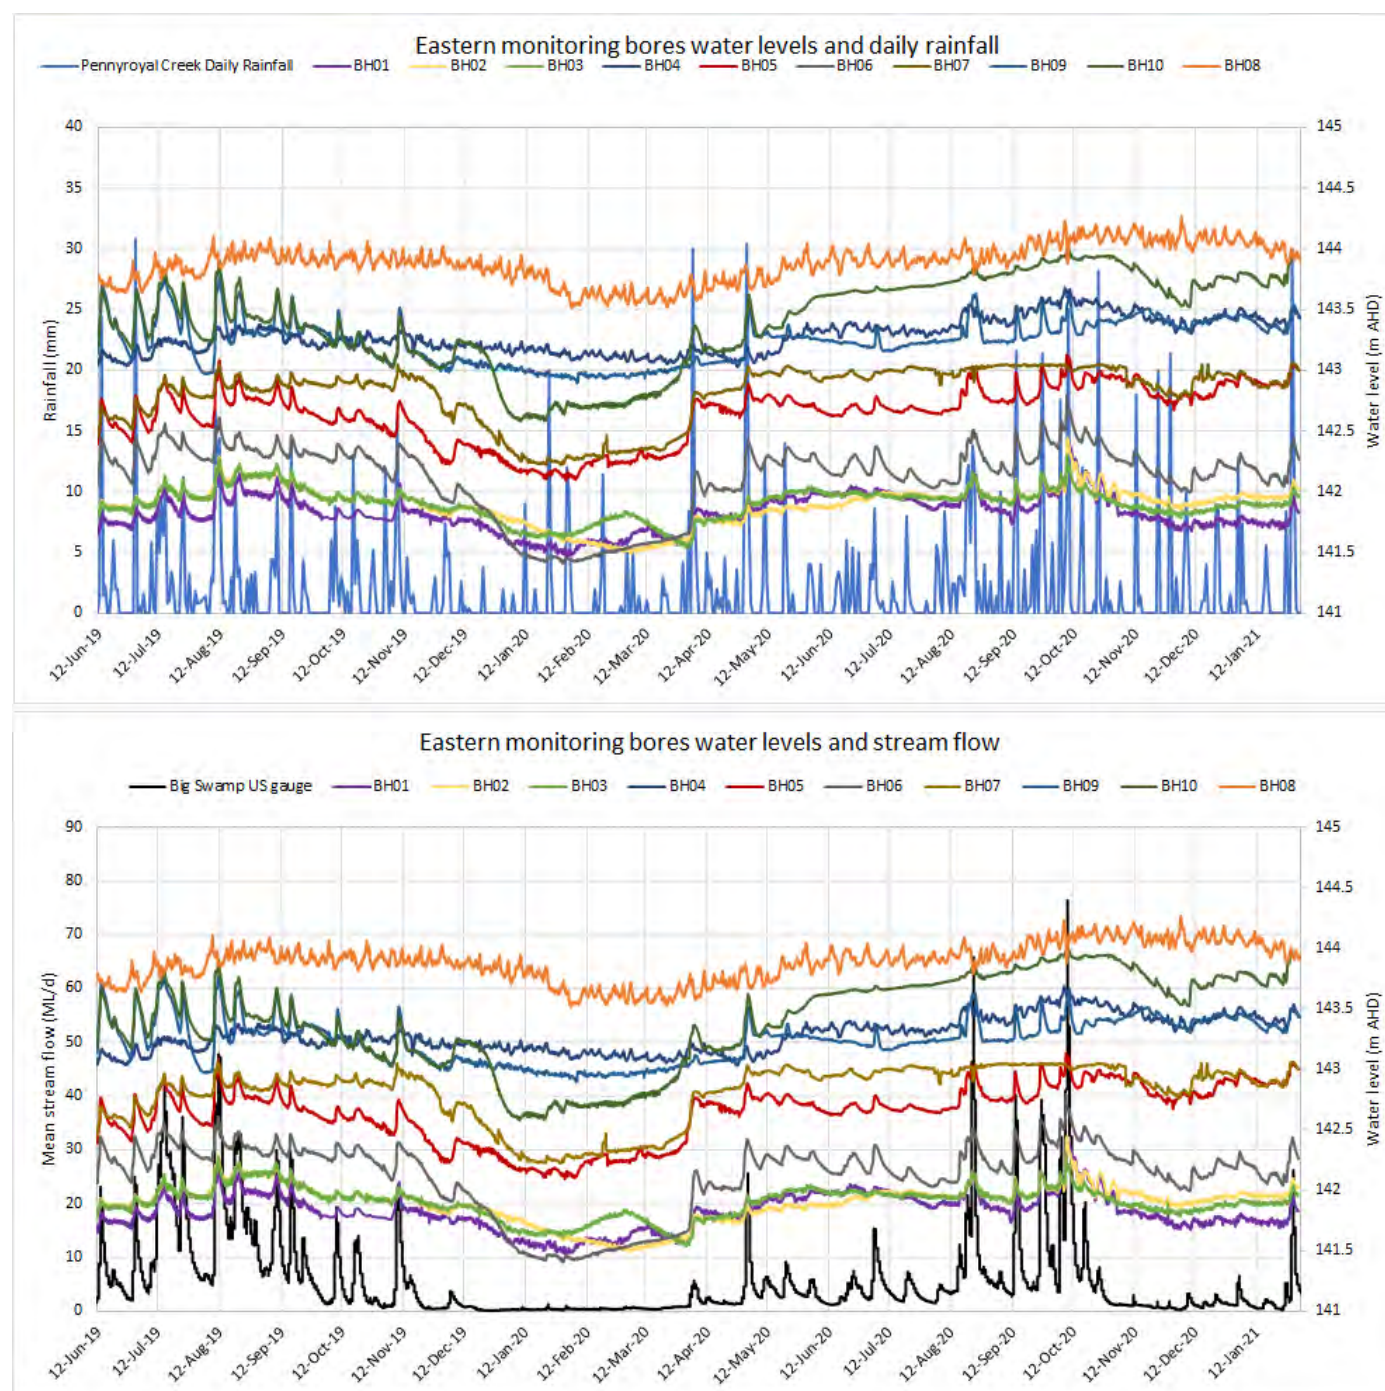 Eastern monitoring bores water levels and daily rainfall
Pennyroyal Creek Daily Rainfall BH01 BH02 BH03 BH04 BH05 BH06 BH07 BH09 BH10 BH08
40 145
35 144.5
30 144
25 143.5
20 143
15 142.5
10 142
5 141.5
0 141
Rainfall (mm)
Water level (m AHD)
12-Jun-19 12-Jul-19 12-Aug-19 12-Sep-19 12-Oct-19 12-Nov-19 12-Dec-19 12-Jan-20 12-Feb-20 12-Mar-20 12-Apr-20 12-May-20 12-Jun-20 12-Jul-20 12-Aug-20 12-Sep-20 12-Oct-20 12-Nov-20 12-Dec-20 12-Jan-21
Eastern monitoring bores water levels and stream flow
Big Swamp US gauge BH01 BH02 BH03 BH04 BH05 BH06 BH07 BH09 BH10 BH08
90 145
80 144.5
70 144
60 143.5
50 143
40 142.5
30 142
20 141.5
10 141
0
Mean stream flow (ML/d)
Water level (m AHD)
12-Jun-19 12-Jul-19 12-Aug-19 12-Sep-19 12-Oct-19 12-Nov-19 12-Dec-19 12-Jan-20 12-Feb-20 12-Mar-20 12-Apr-20 12-May-20 12-Jun-20 12-Jul-20 12-Aug-20 12-Sep-20 12-Oct-20 12-Nov-20 12-Dec-20 12-Jan-21